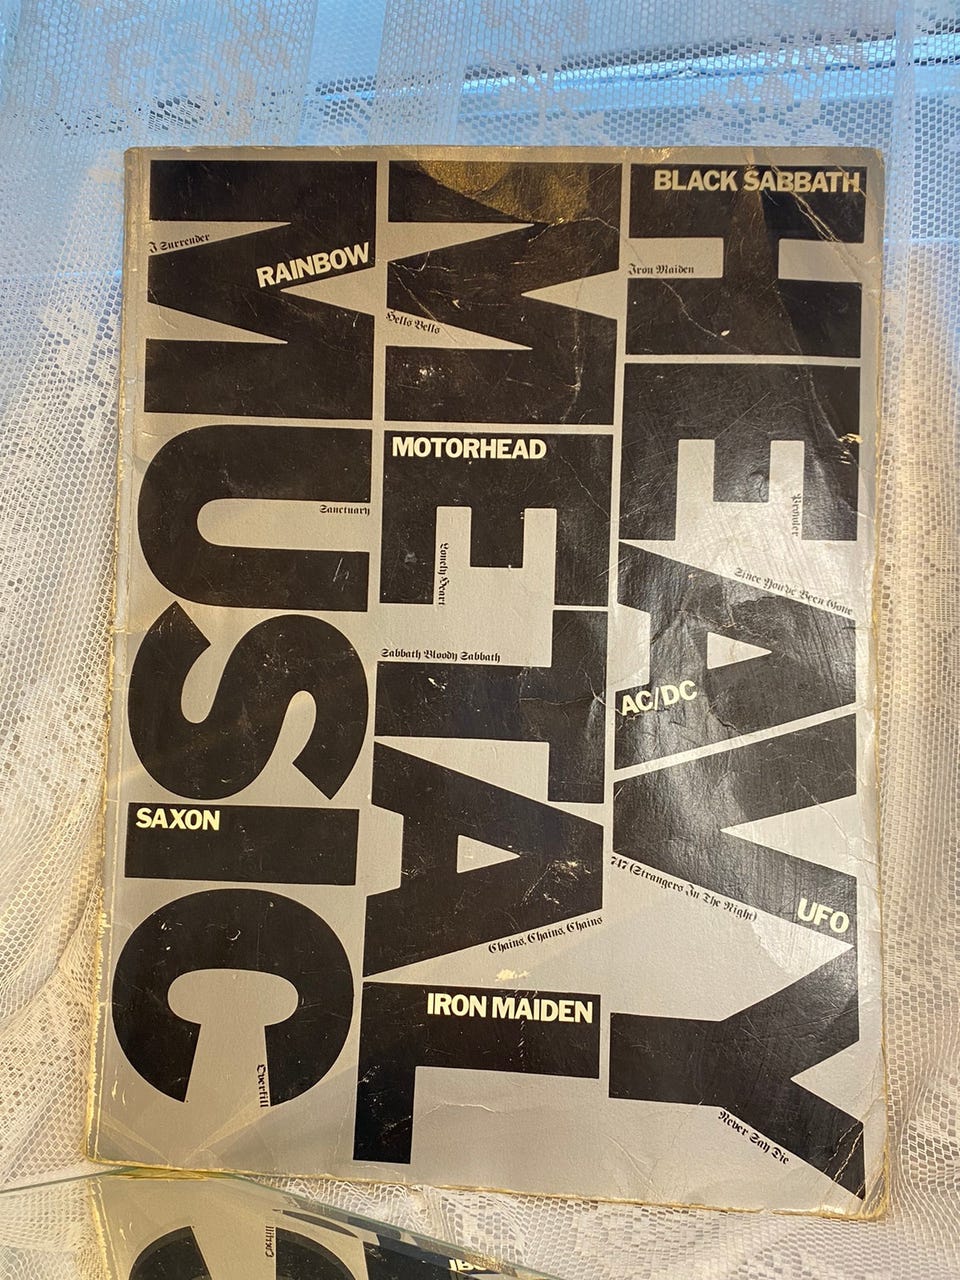 HEAVY
METAL
MUSIC
BLACK SABBATH
Iron Maiden
Prowler
Since You've Been Gone
AC/DC
747 (Strangers In The Night)
UFO
Never Say Die
Hells Bells
MOTORHEAD
Lonely Heart
Sabbath Bloody Sabbath
Chains, Chains, Chains
IRON MAIDEN
I Surrender
RAINBOW
Sanctuary
SAXON
Overkill